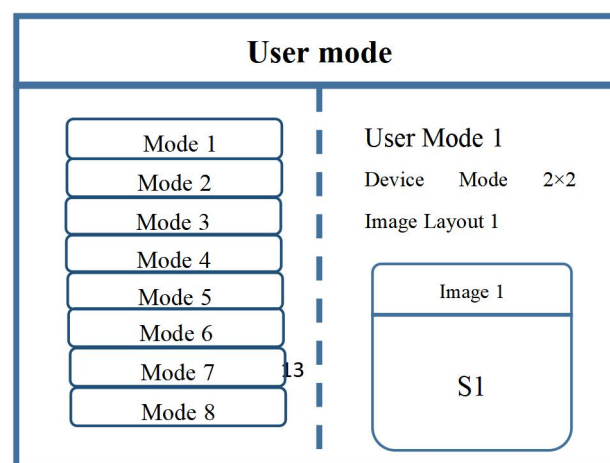 User mode
Mode 1
Mode 2
Mode 3
Mode 4
Mode 5
Mode 6
Mode 7
13
Mode 8
User Mode 1
Device Mode 2×2
Image Layout 1
Image 1
S1